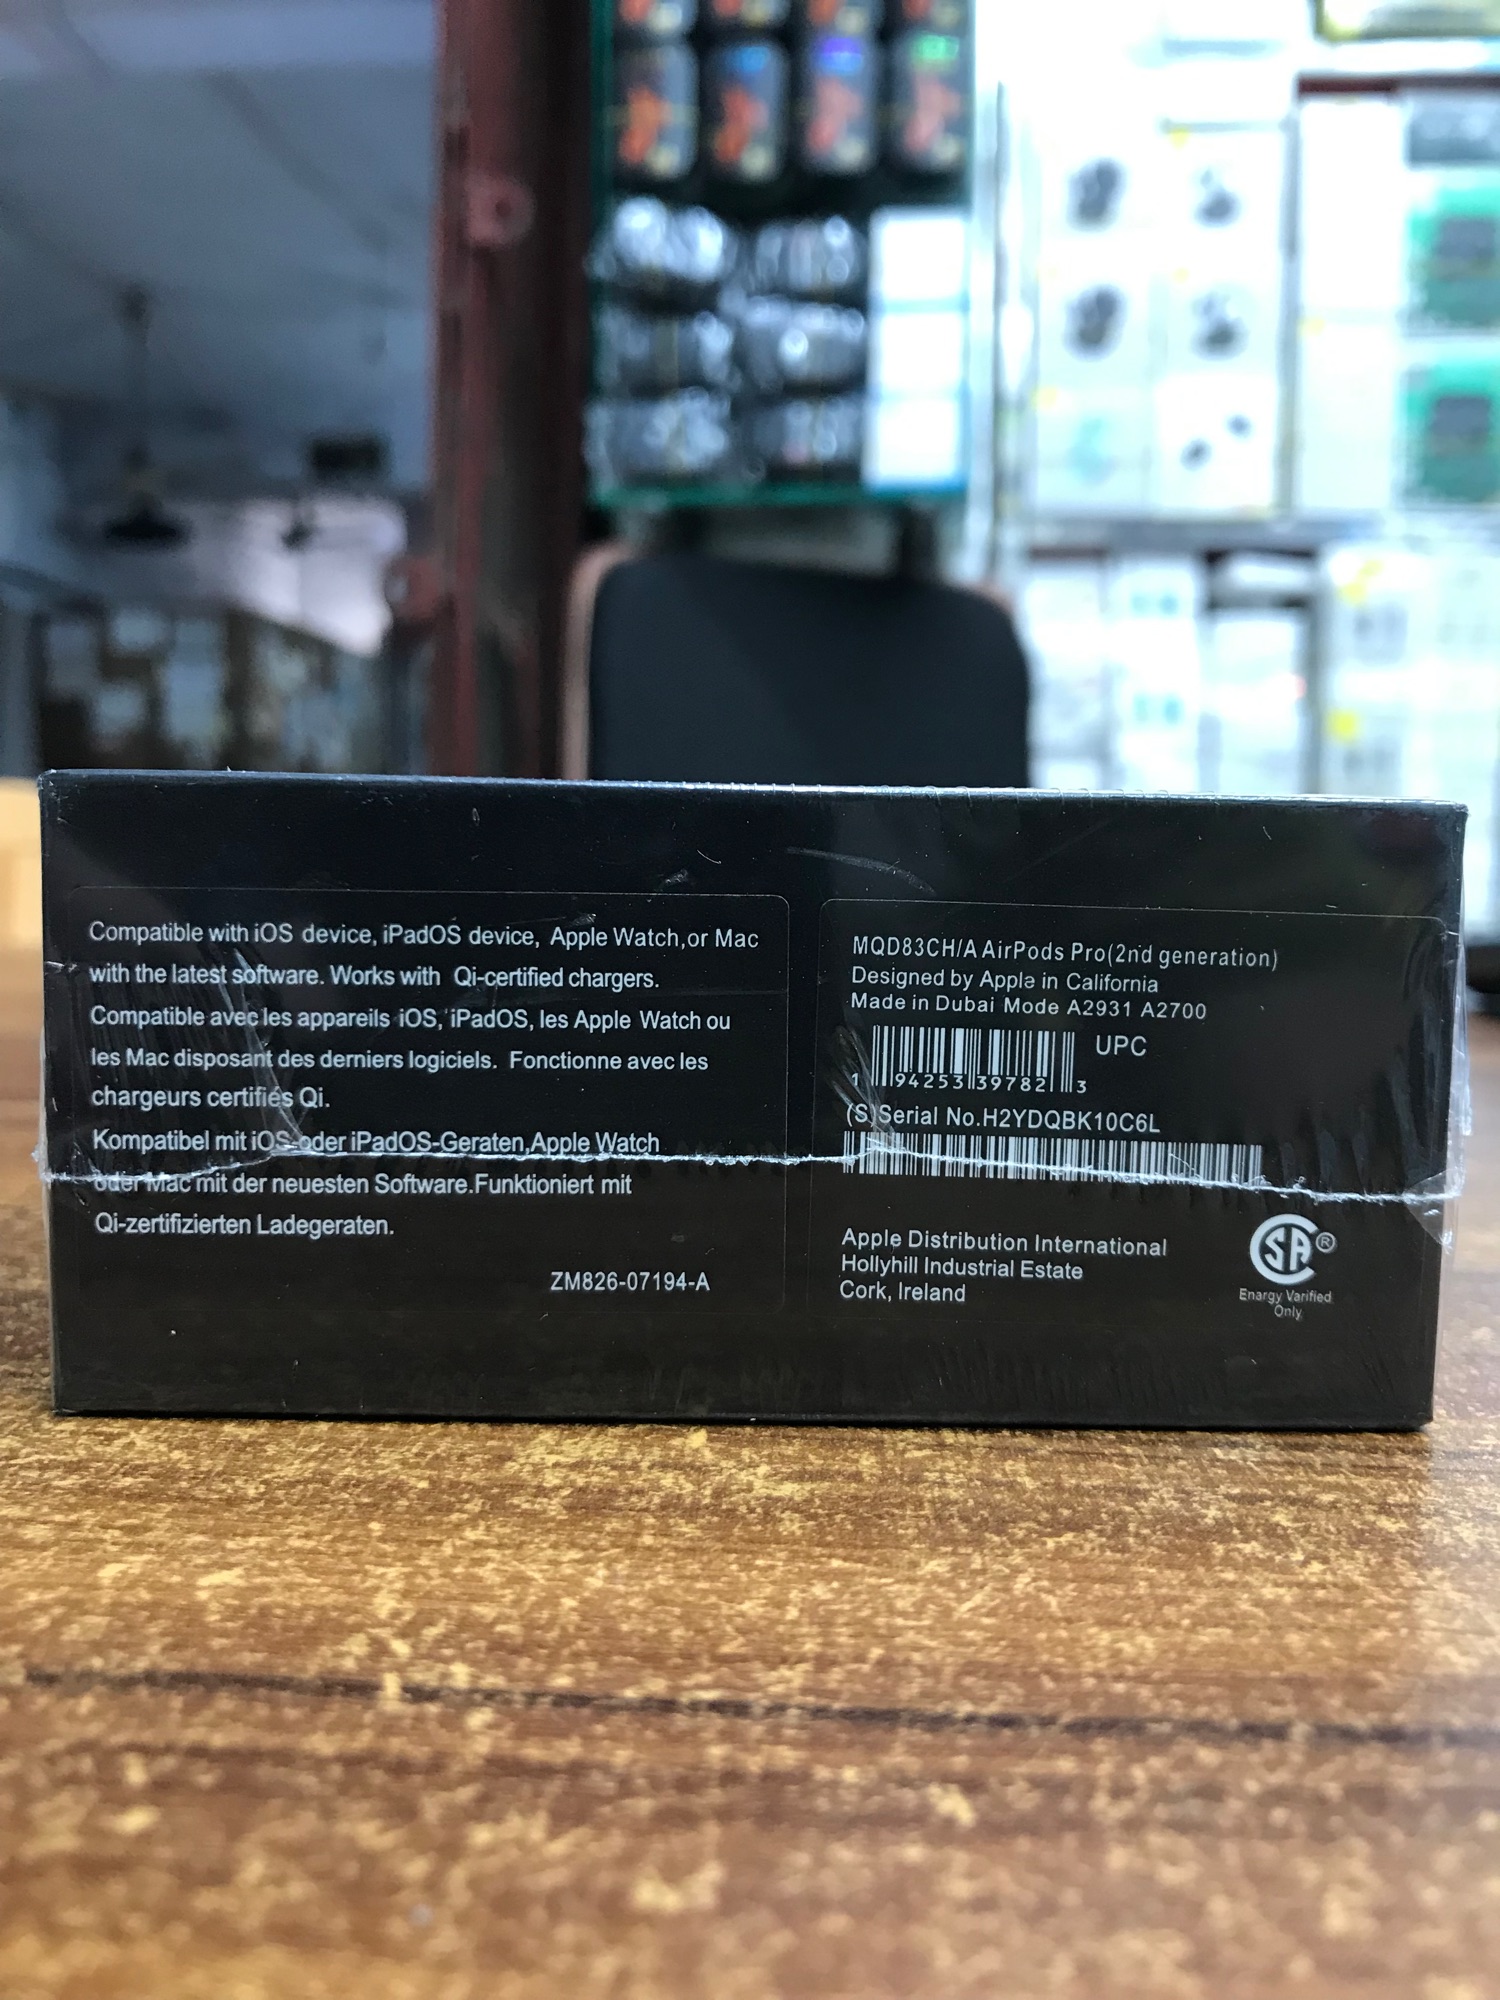 Compatible with iOS device, iPadOS device, Apple Watch,or Mac
with the latest software. Works with Qi-certified chargers.
Compatible avec les appareils iOS, iPadOS, les Apple Watch ou
les Mac disposant des derniers logiciels. Fonctionne avec les
chargeurs certifiés Qi.
Kompatibel mit iOS-oder iPadOS-Geraten,Apple Watch
oder Mac mit der neuesten Software.Funktioniert mit
Qi-zertifizierten Ladegeraten.
ZM826-07194-A
MQD83CH/A AirPods Pro(2nd generation)
Designed by Appla in California
Made in Dubai Mode A2931 A2700
UPC
1 94253 39782 3
(S)Serial No.H2YDQBK10C6L
Apple Distribution International
Hollyhill Industrial Estate
Cork, Ireland
SA®
Enargy Varified
Only